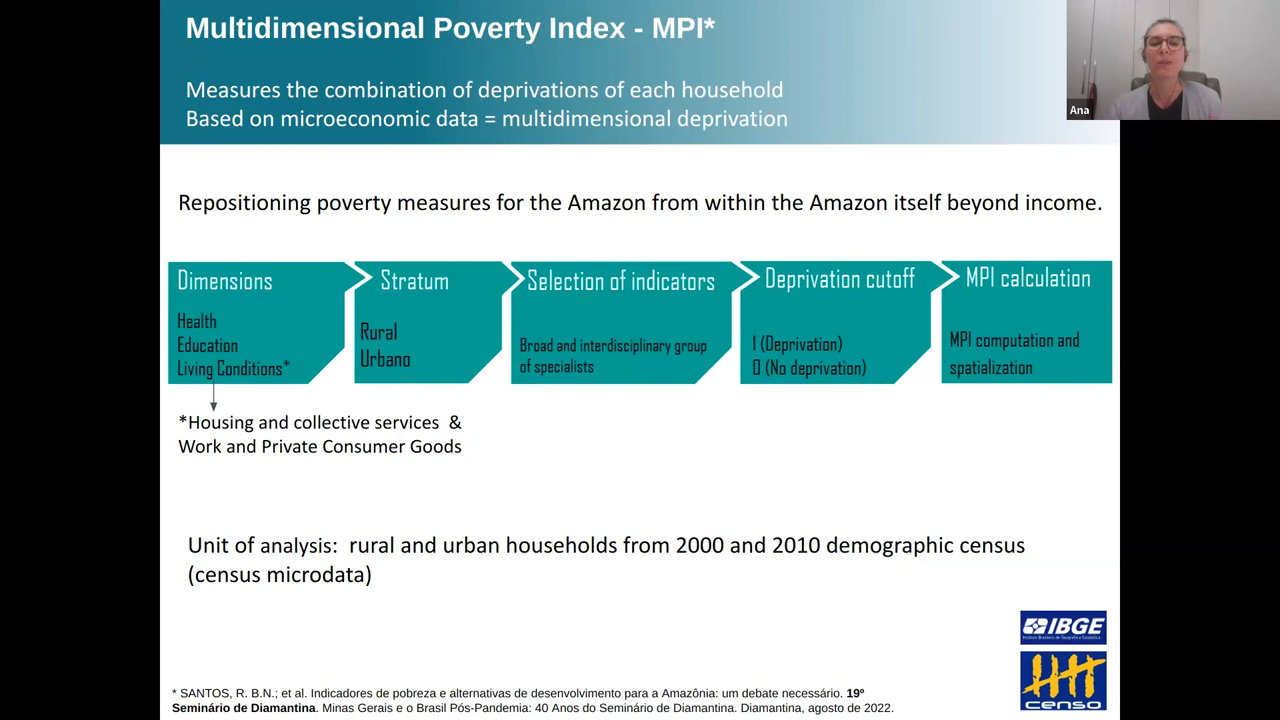 Multidimensional Poverty Index - MPI*
Measures the combination of deprivations of each household
Based on microeconomic data = multidimensional deprivation
Ana
Repositioning poverty measures for the Amazon from within the Amazon itself beyond income.
Dimensions
Health
Education
Living Conditions*
Stratum
Rural
Urbano
Selection of indicators
Broad and interdisciplinary group
of specialists
Deprivation cutoff
1 (Deprivation)
0 (No deprivation)
MPI calculation
MPI computation and
spatialization
*Housing and collective services &
Work and Private Consumer Goods
Unit of analysis: rural and urban households from 2000 and 2010 demographic census
(census microdata)
IBGE
Instituto Brasileiro de Geografia e Estatística
censo
* SANTOS, R. B.N.; et al. Indicadores de pobreza e alternativas de desenvolvimento para a Amazônia: um debate necessário. 19º
Seminário de Diamantina. Minas Gerais e o Brasil Pós-Pandemia: 40 Anos do Seminário de Diamantina. Diamantina, agosto de 2022.